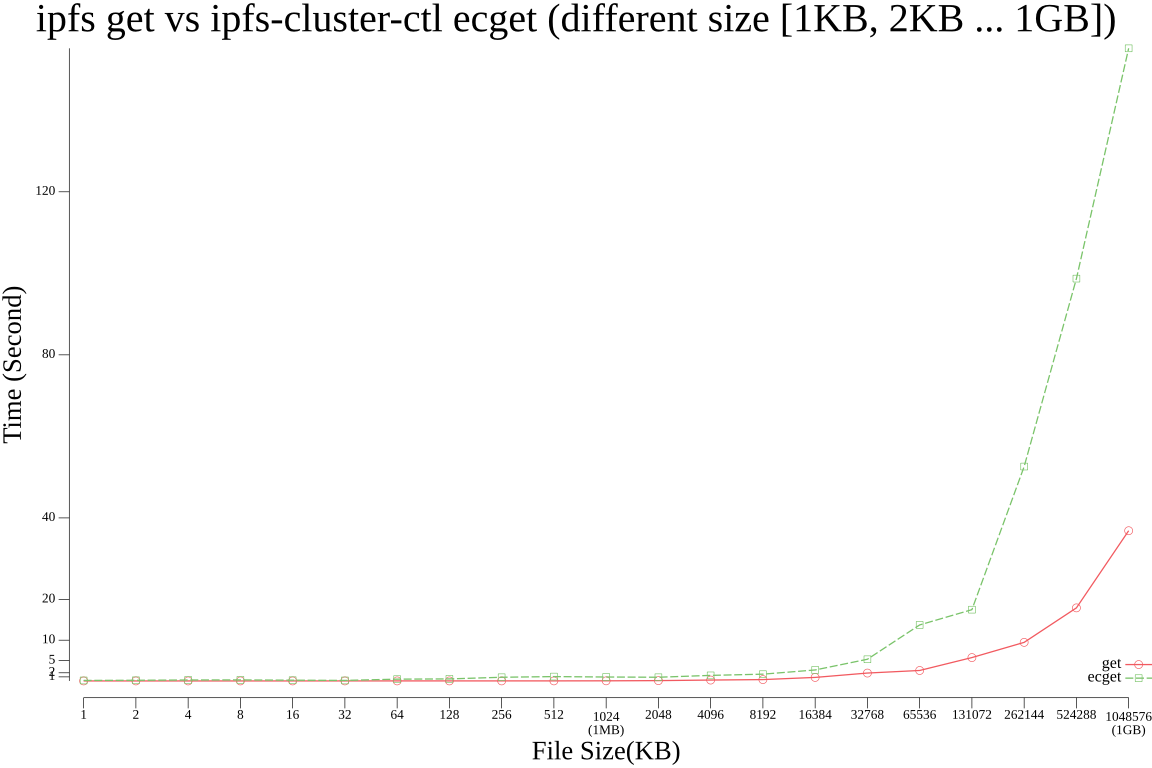 ipfs get vs ipfs-cluster-ctl ecget (different size [1KB, 2KB ... 1GB])
Time (Second)
120
80
40
20
10
5
2
1
get
ecget
1 2 4 8 16 32 64 128 256 512 1024 2048 4096 8192 16384 32768 65536 131072 262144 524288 1048576
(1MB) (1GB)
File Size(KB)